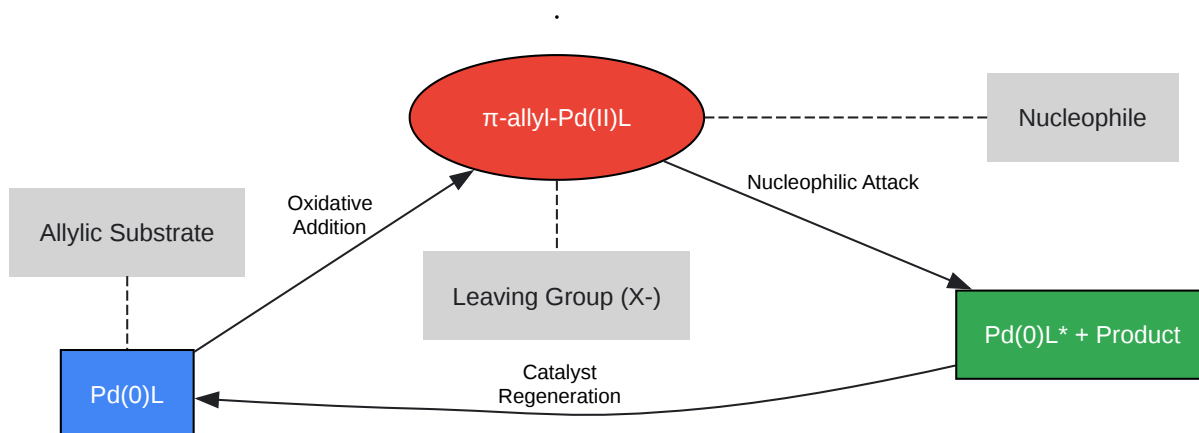 .
π-allyl-Pd(II)L
Nucleophile
Nucleophilic Attack
Oxidative
Addition
Allylic Substrate
Leaving Group (X-)
Pd(0)L* + Product
Catalyst
Regeneration
Pd(0)L